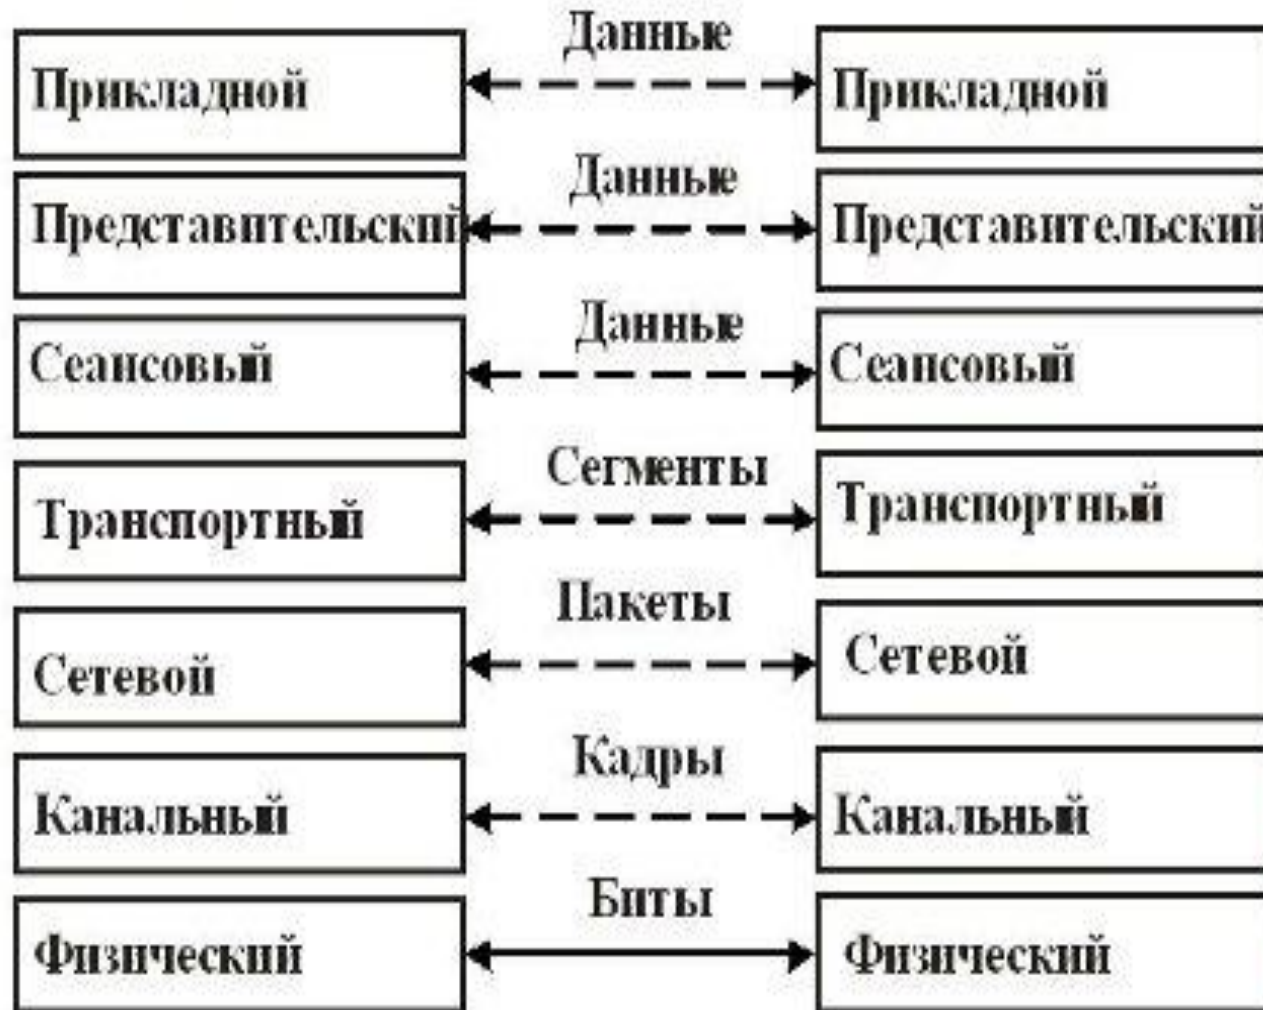 Данные
Прикладной
Прикладной
Данные
Представительский
Представительский
Данные
Сеансовый
Сеансовый
Сегменты
Транспортный
Транспортный
Пакеты
Сетевой
Сетевой
Кадры
Канальный
Канальный
Биты
Физический
Физический